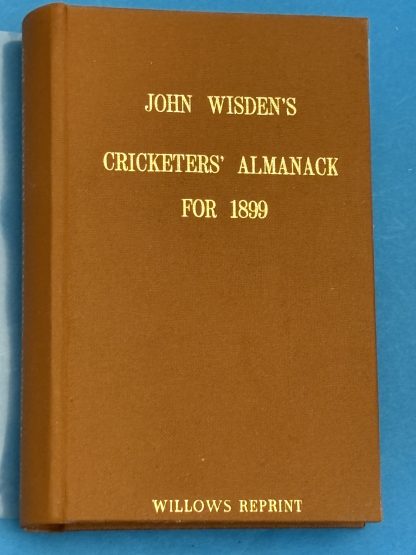 JOHN WISDEN'S
CRICKETERS' ALMANACK
FOR 1899
WILLOWS REPRINT